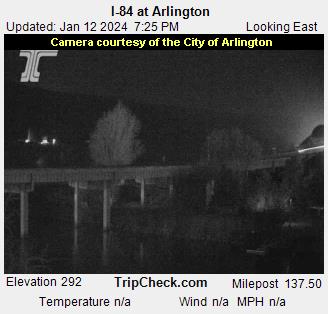 I-84 at Arlington
Updated: Jan 12 2024 7:25 PM Looking East
Camera courtesy of the City of Arlington
Elevation 292 TripCheck.com Milepost 137.50
Temperature n/a Wind n/a MPH n/a